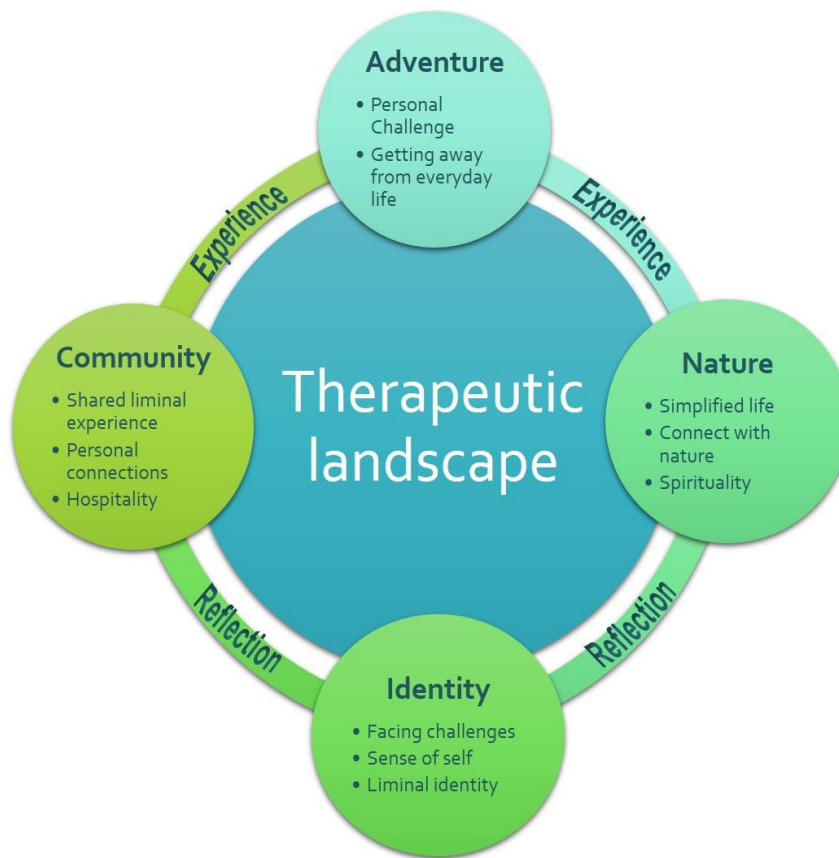 Adventure
• Personal
Challenge
• Getting away
from everyday
life
Experience
Experience
Community
• Shared liminal
experience
• Personal
connections
• Hospitality
Therapeutic
landscape
Nature
• Simplified life
• Connect with
nature
• Spirituality
Reflection
Reflection
Identity
• Facing challenges
• Sense of self
• Liminal identity